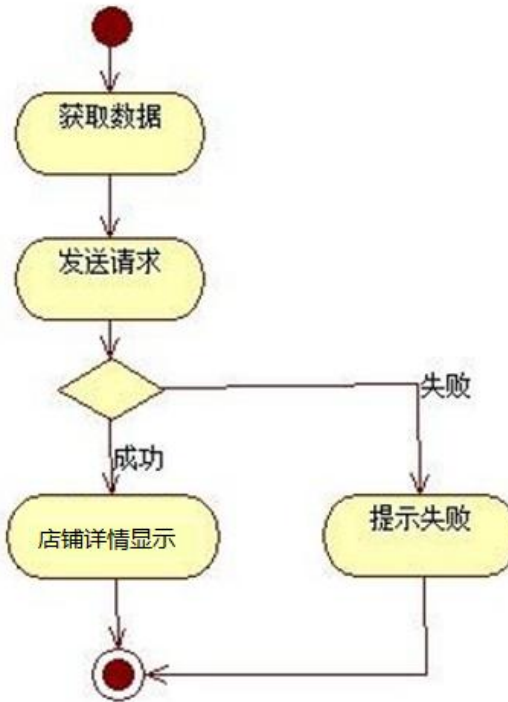 获取数据
发送请求
失败
成功
店铺详情显示
提示失败